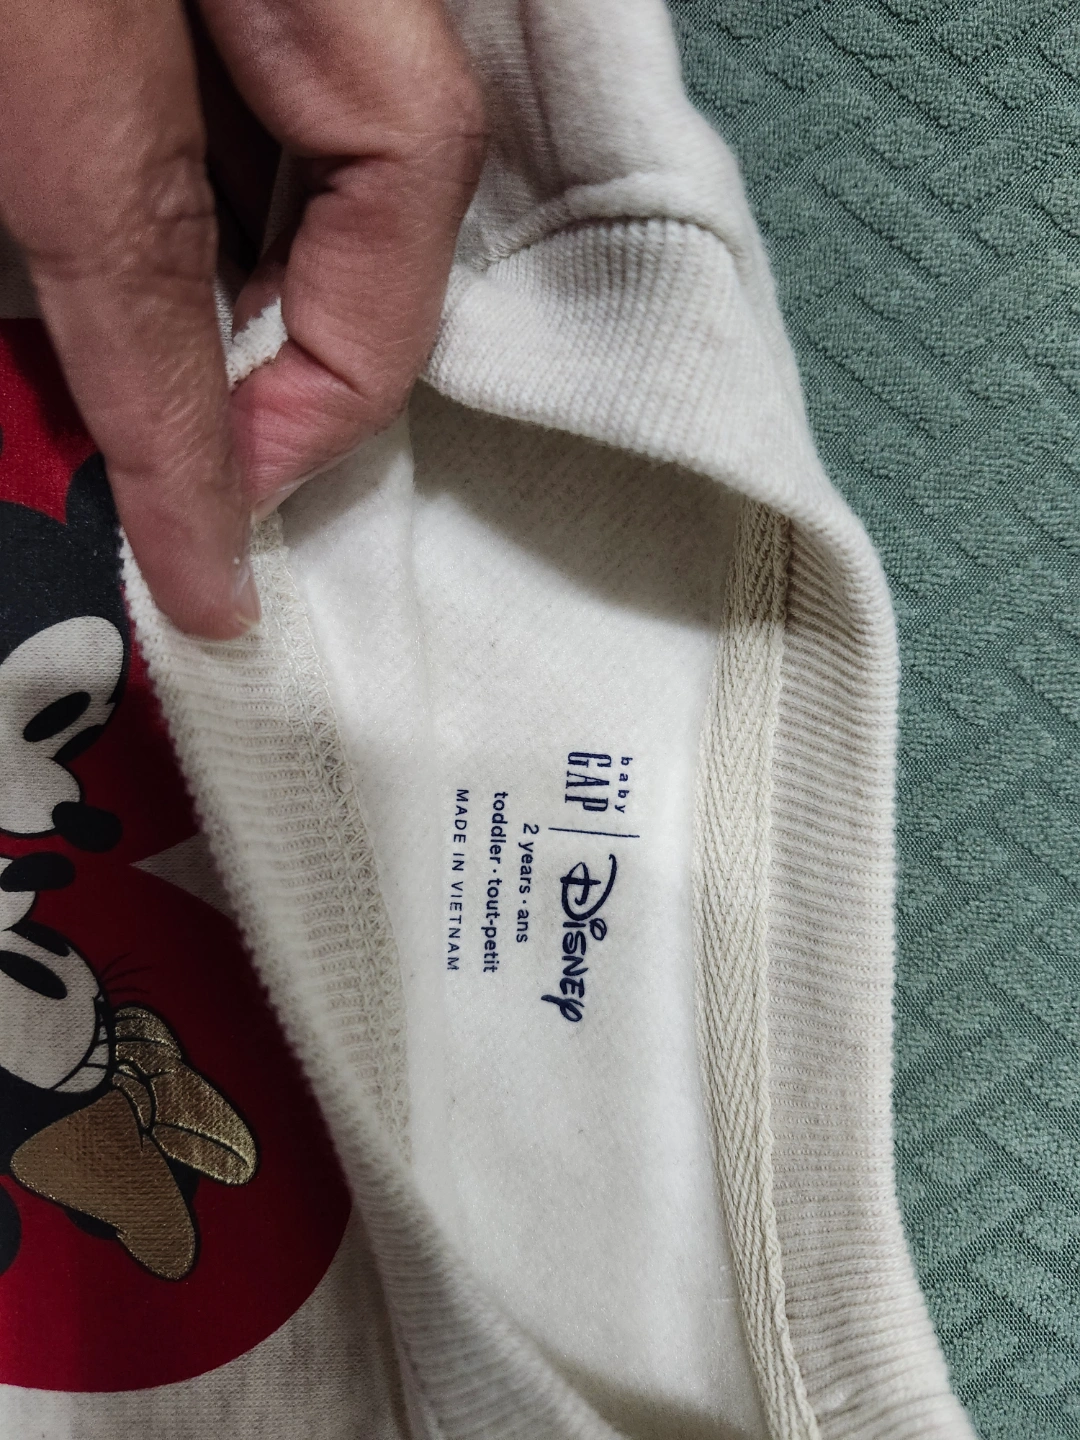 baby
GAP | Disney
2 years · ans
toddler · tout-petit
MADE IN VIETNAM